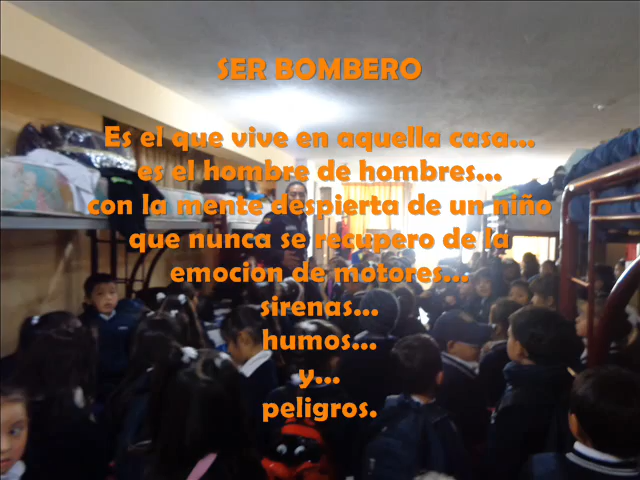 SER BOMBERO
Es el que vive en aquella casa...
es el hombre de hombres...
con la mente despierta de un niño
que nunca se recupero de la
emocion de motores...
sirenas...
humos...
y...
peligros.